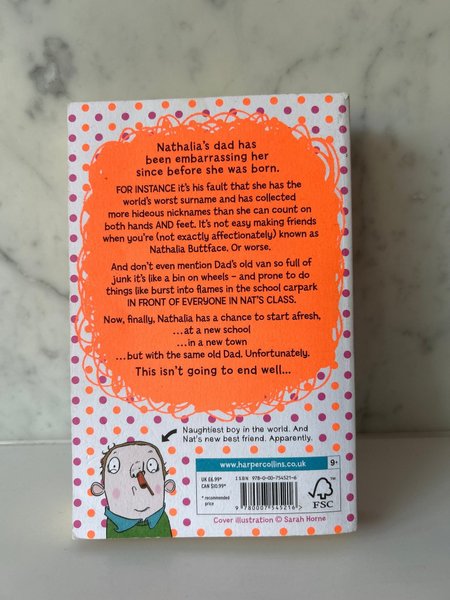 Nathalia's dad has
been embarrassing her
since before she was born.
FOR INSTANCE it's his fault that she has the
world's worst surname and has collected
more hideous nicknames than she can count on
both hands AND feet. It's not easy making friends
when you're (not exactly affectionately) known as
Nathalia Buttface. Or worse.
And don't even mention Dad's old van so full of
junk it's like a bin on wheels – and prone to do
things like burst into flames in the school carpark
IN FRONT OF EVERYONE IN NAT'S CLASS.
Now, finally, Nathalia has a chance to start afresh,
...at a new school
...in a new town
...but with the same old Dad. Unfortunately.
This isn't going to end well...
Naughtiest boy in the world. And
Nat's new best friend. Apparently.
www.harpercollins.co.uk
9+
UK £6.99*
CAN $10.99*
* recommended
price
ISBN 978-0-00-754521-6
9 780007 545216 >
FSC
Cover illustration © Sarah Horne